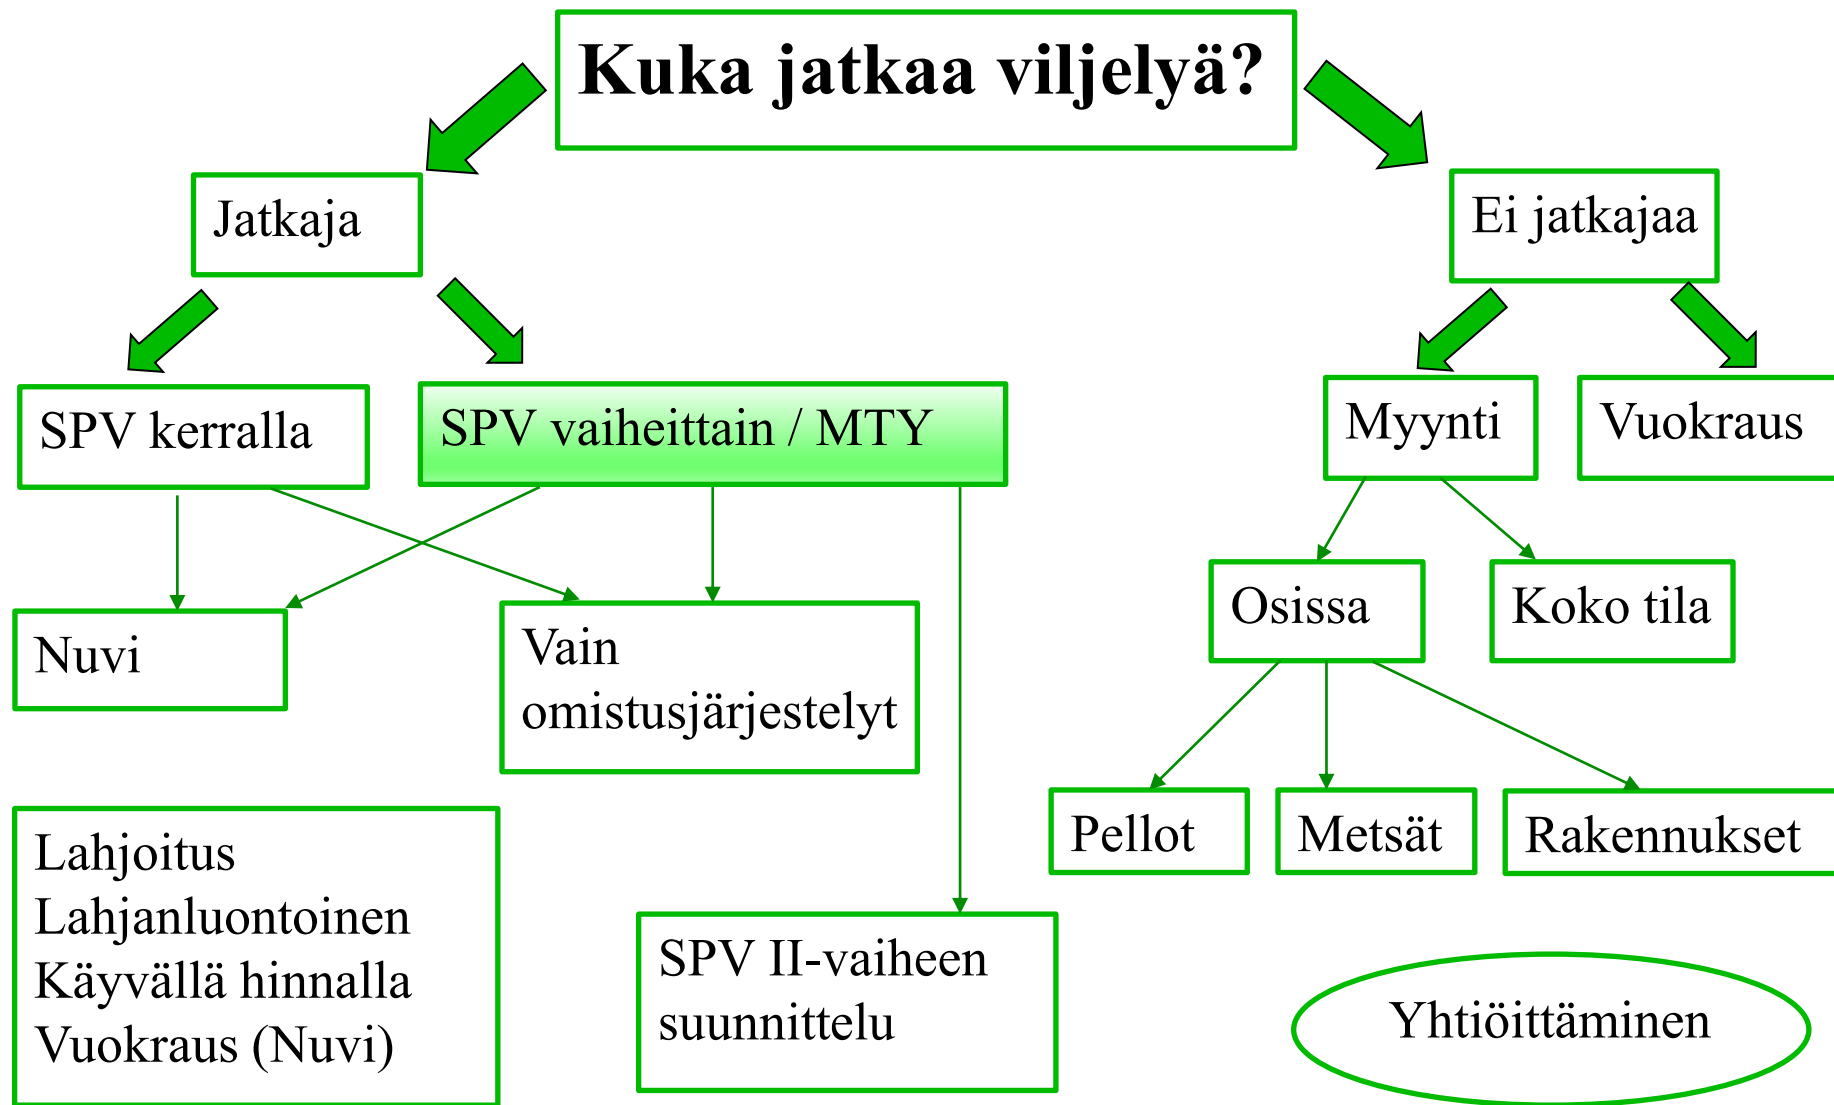 Kuka jatkaa viljelyä?
Jatkaja
Ei jatkajaa
SPV kerralla
SPV vaiheittain / MTY
Myynti
Vuokraus
Nuvi
Vain
omistusjärjestelyt
Osissa
Koko tila
Pellot
Metsät
Rakennukset
Lahjoitus
Lahjanluontoinen
Käyvällä hinnalla
Vuokraus (Nuvi)
SPV II-vaiheen
suunnittelu
Yhtiöittäminen